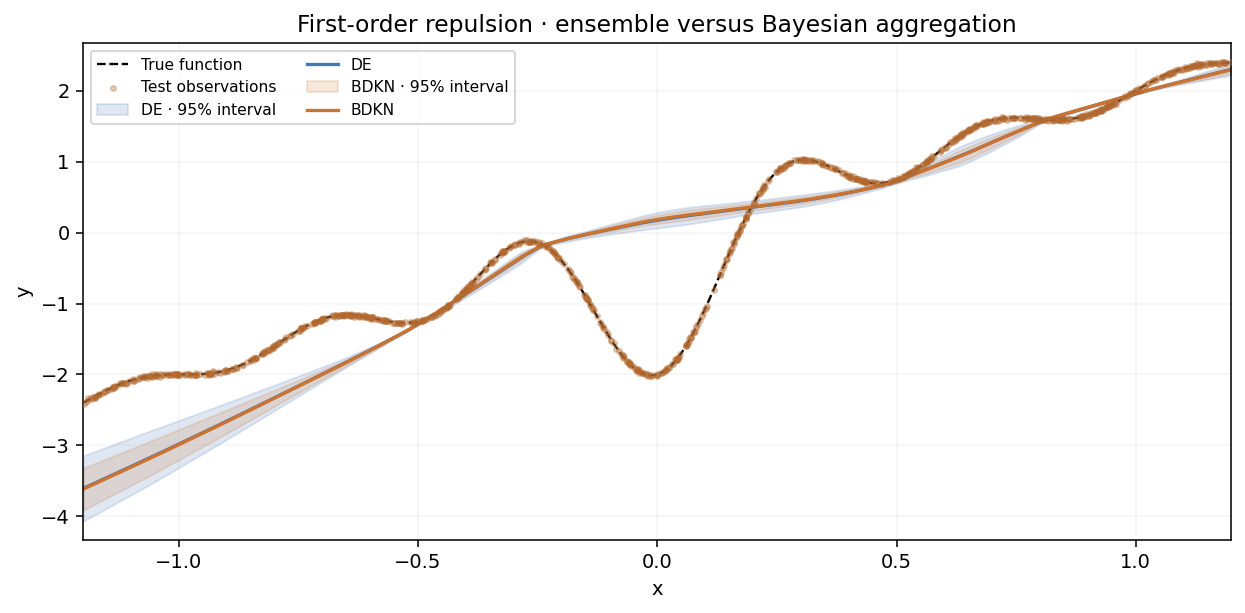 First-order repulsion · ensemble versus Bayesian aggregation
True function
Test observations
DE · 95% interval
DE
BDKN · 95% interval
BDKN
y
2
1
0
−1
−2
−3
−4
−1.0
−0.5
0.0
0.5
1.0
x